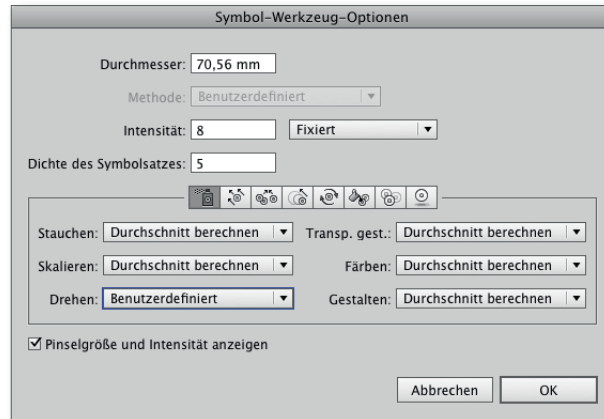 Symbol-Werkzeug-Optionen
Durchmesser: 70,56 mm
Methode: Benutzerdefiniert
Intensität: 8 Fixiert
Dichte des Symbolsatzes: 5
Stauchen: Durchschnitt berechnen Transp. gest.: Durchschnitt berechnen
Skalieren: Durchschnitt berechnen Färben: Durchschnitt berechnen
Drehen: Benutzerdefiniert Gestalten: Durchschnitt berechnen
Pinselgröße und Intensität anzeigen
Abbrechen OK